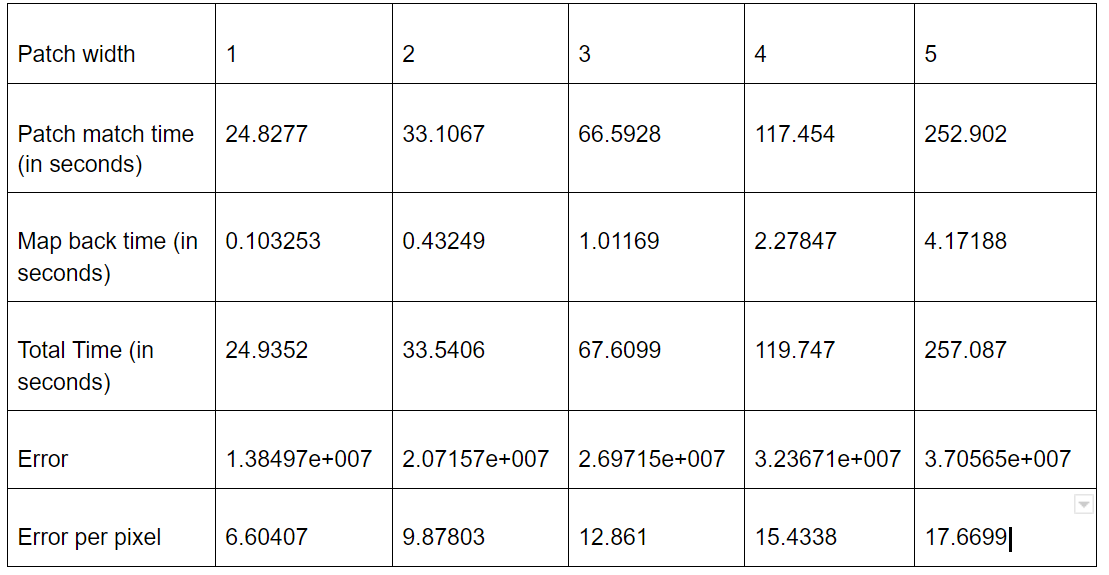 Patch width 1 2 3 4 5
Patch match time 24.8277 33.1067 66.5928 117.454 252.902
(in seconds)
Map back time (in 0.103253 0.43249 1.01169 2.27847 4.17188
seconds)
Total Time (in 24.9352 33.5406 67.6099 119.747 257.087
seconds)
Error 1.38497e+007 2.07157e+007 2.69715e+007 3.23671e+007 3.70565e+007
Error per pixel 6.60407 9.87803 12.861 15.4338 17.6699